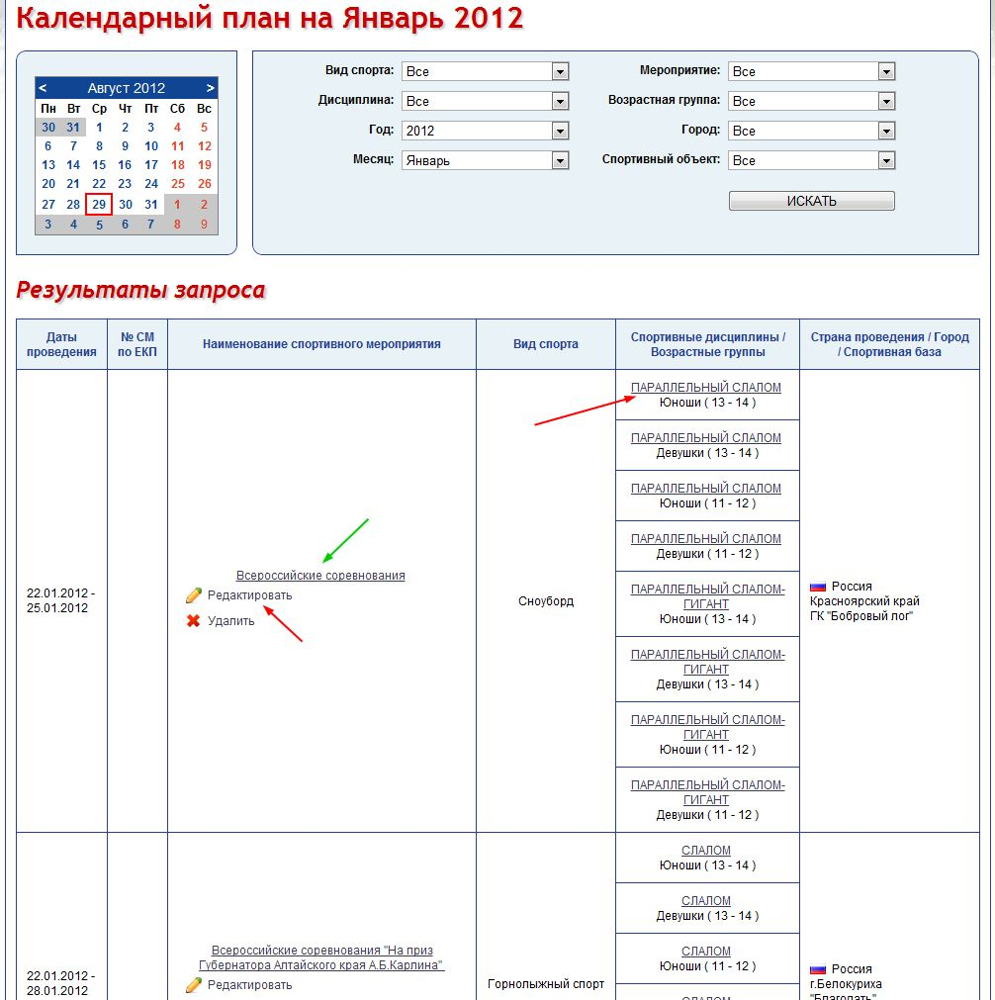 Календарный план на Январь 2012
< Август 2012 >
Пн Вт Ср Чт Пт Сб Вс
30 31 1 2 3 4 5
6 7 8 9 10 11 12
13 14 15 16 17 18 19
20 21 22 23 24 25 26
27 28 29 30 31 1 2
3 4 5 6 7 8 9
Вид спорта: Все
Мероприятие: Все
Дисциплина: Все
Возрастная группа: Все
Год: 2012
Город: Все
Месяц: Январь
Спортивный объект: Все
ИСКАТЬ
Результаты запроса
Даты
проведения
№ СМ
по ЕКП
Наименование спортивного мероприятия
Вид спорта
Спортивные дисциплины /
Возрастные группы
Страна проведения / Город
/ Спортивная база
22.01.2012 -
25.01.2012
Всероссийские соревнования
Редактировать
Удалить
Сноуборд
ПАРАЛЛЕЛЬНЫЙ СЛАЛОМ
Юноши ( 13 - 14 )
ПАРАЛЛЕЛЬНЫЙ СЛАЛОМ
Девушки ( 13 - 14 )
ПАРАЛЛЕЛЬНЫЙ СЛАЛОМ
Юноши ( 11 - 12 )
ПАРАЛЛЕЛЬНЫЙ СЛАЛОМ
Девушки ( 11 - 12 )
ПАРАЛЛЕЛЬНЫЙ СЛАЛОМ-
ГИГАНТ
Юноши ( 13 - 14 )
ПАРАЛЛЕЛЬНЫЙ СЛАЛОМ-
ГИГАНТ
Девушки ( 13 - 14 )
ПАРАЛЛЕЛЬНЫЙ СЛАЛОМ-
ГИГАНТ
Юноши ( 11 - 12 )
ПАРАЛЛЕЛЬНЫЙ СЛАЛОМ-
ГИГАНТ
Девушки ( 11 - 12 )
Россия
Красноярский край
ГК "Бобровый лог"
22.01.2012 -
28.01.2012
Всероссийские соревнования "На приз
Губернатора Алтайского края А.Б.Карлина"
Редактировать
Горнолыжный спорт
СЛАЛОМ
Юноши ( 13 - 14 )
СЛАЛОМ
Девушки ( 13 - 14 )
СЛАЛОМ
Юноши ( 11 - 12 )
СЛАЛОМ
Россия
г.Белокуриха
"Благодать"